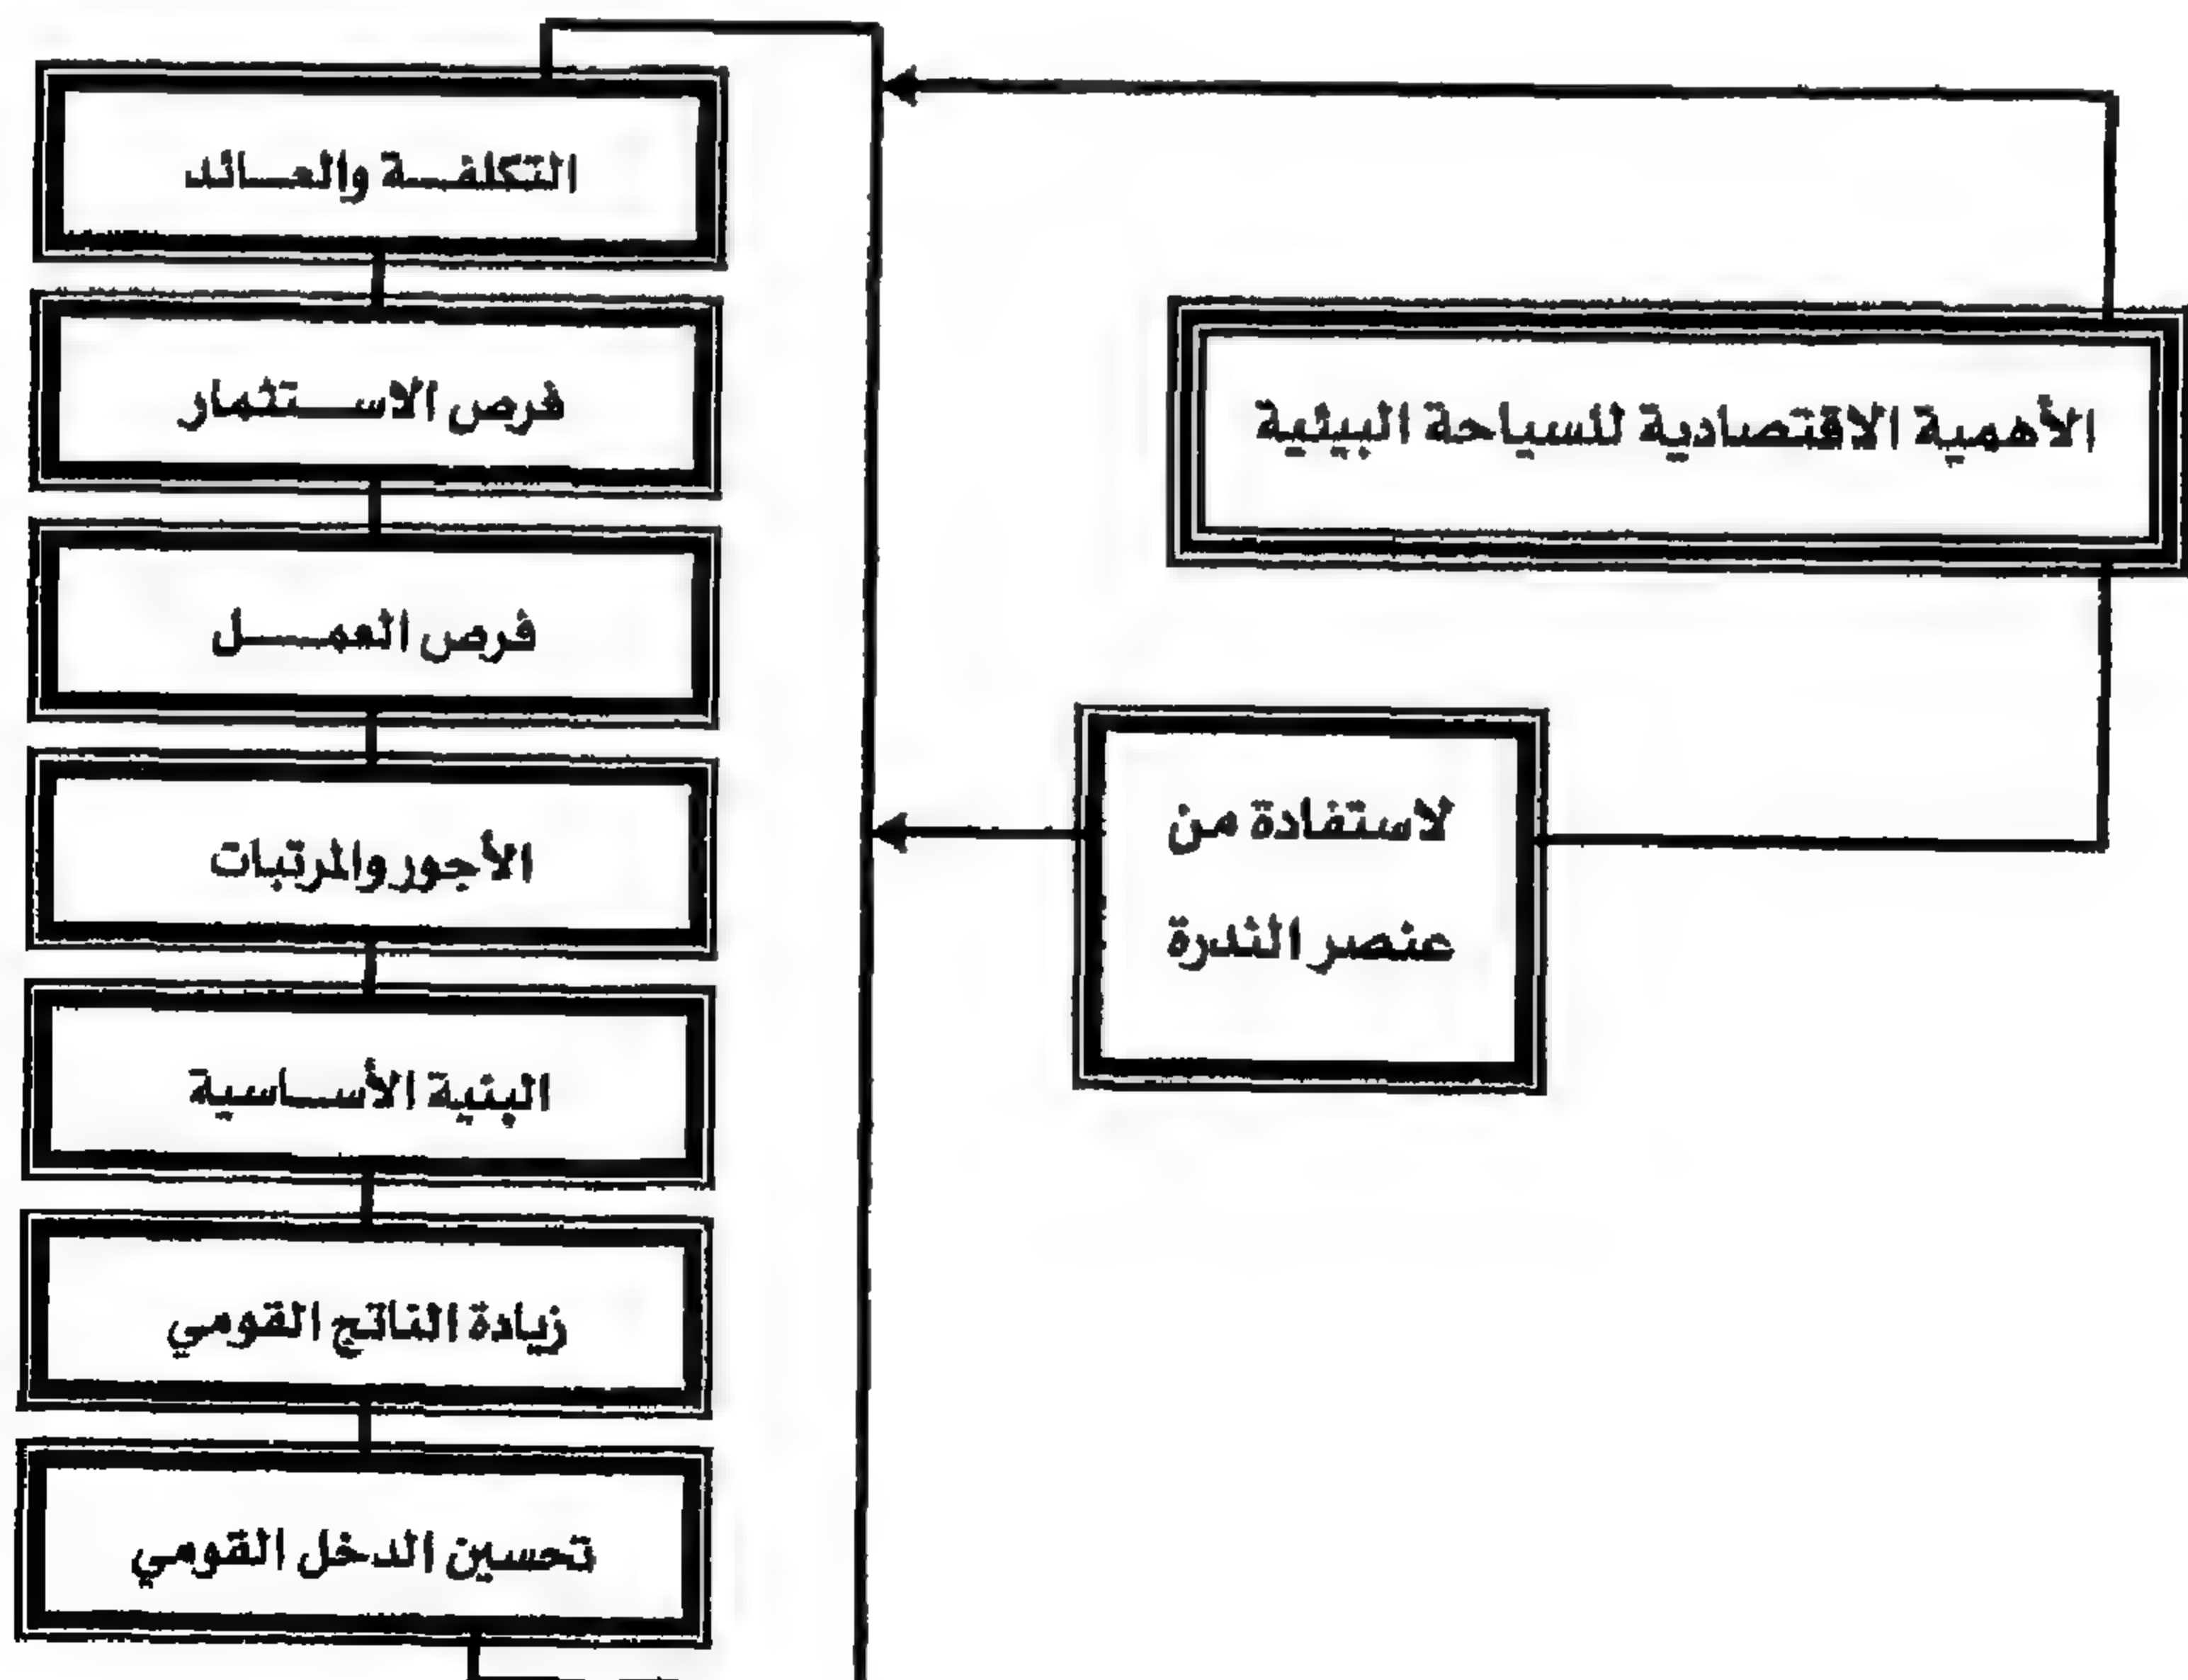 الأهمية الاقتصادية للسياحة البيئية
لاستفادة من
عنصر الندرة
التكلفة والعائد
فرص الاستثمار
فرص العمل
الأجور والمرتبات
البنية الأساسية
زيادة الناتج القومي
تحسين الدخل القومي